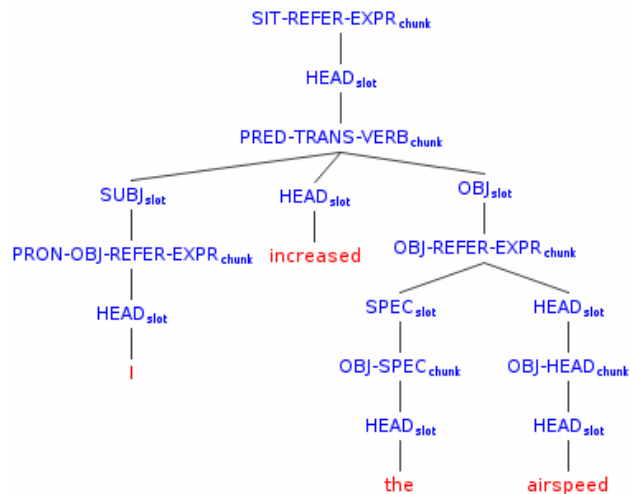 SIT-REFER-EXPRchunk
HEADslot
PRED-TRANS-VERBchunk
SUBJslot HEADslot OBJslot
PRON-OBJ-REFER-EXPRchunk increased OBJ-REFER-EXPRchunk
HEADslot SPECslot HEADslot
I OBJ-SPECchunk OBJ-HEADchunk
HEADslot HEADslot
the airspeed